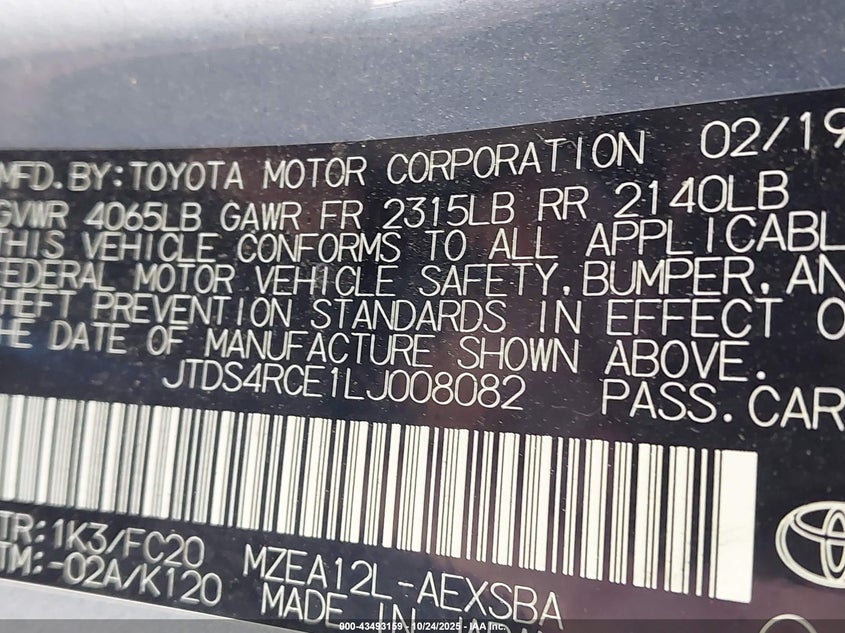 MFD.BY:TOYOTA MOTOR CORPORATION 02/19
GVWR 4065LB GAWR FR 2315LB RR 2140LB
THIS VEHICLE CONFORMS TO ALL APPLICABL
FEDERAL MOTOR VEHICLE SAFETY,BUMPER,AN
THEFT PREVENTION STANDARDS IN EFFECT O
HE DATE OF MANUFACTURE SHOWN ABOVE.
JTDS4RCE1LJ008082 PASS.CAR
TR:1K3/FC20
TM:-02A/K120 MZEA12L-AEXSBA
MADE IN
000-43493159 - 10/24/2025 - IAA Inc.